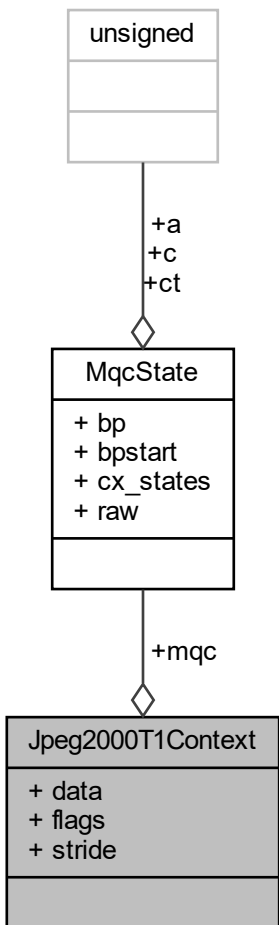 unsigned
+a
+c
+ct
MqcState
+ bp
+ bpstart
+ cx_states
+ raw
+mqc
Jpeg2000T1Context
+ data
+ flags
+ stride